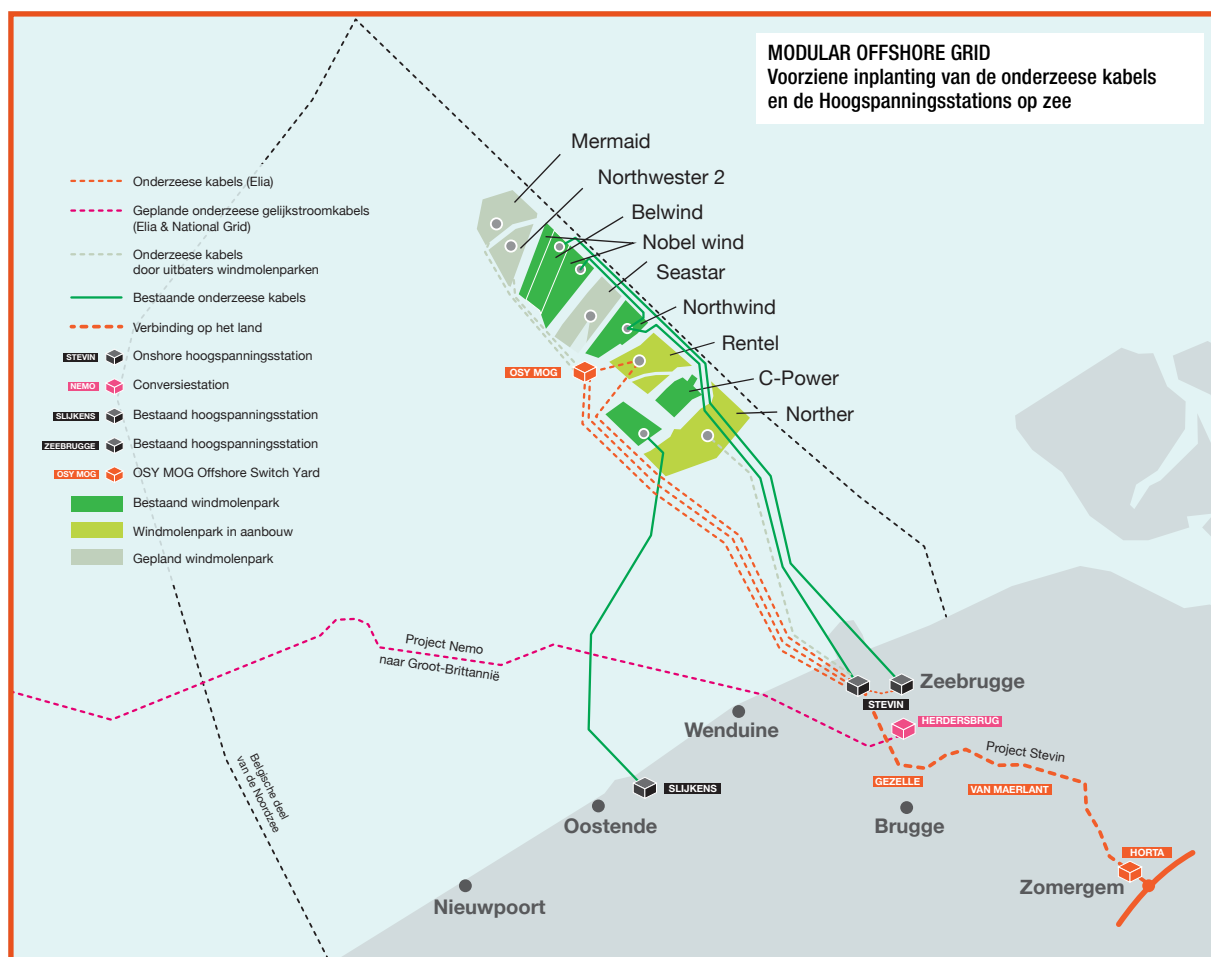 MODULAR OFFSHORE GRID
Voorziene inplanting van de onderzeese kabels
en de Hoogspanningsstations op zee
Mermaid
Northwester 2
Belwind
Nobel wind
Seastar
Northwind
Rentel
C-Power
Norther
OSY MOG
Onderzeese kabels (Elia)
Geplande onderzeese gelijkstroomkabels
(Elia & National Grid)
Onderzeese kabels
door uitbaters windmolenparken
Bestaande onderzeese kabels
Verbinding op het land
STEVIN Onshore hoogspanningsstation
NEMO Conversiestation
SLIJKENS Bestaand hoogspanningsstation
ZEEBRUGGE Bestaand hoogspanningsstation
OSY MOG OSY MOG Offshore Switch Yard
Bestaand windmolenpark
Windmolenpark in aanbouw
Gepland windmolenpark
Project Nemo
naar Groot-Brittannië
Belgische deel
van de Noordzee
Zeebrugge
STEVIN
HERDERSBRUG
Wenduine
Project Stevin
GEZELLE
VAN MAERLANT
SLIJKENS
Oostende
Brugge
HORTA
Zomergem
Nieuwpoort